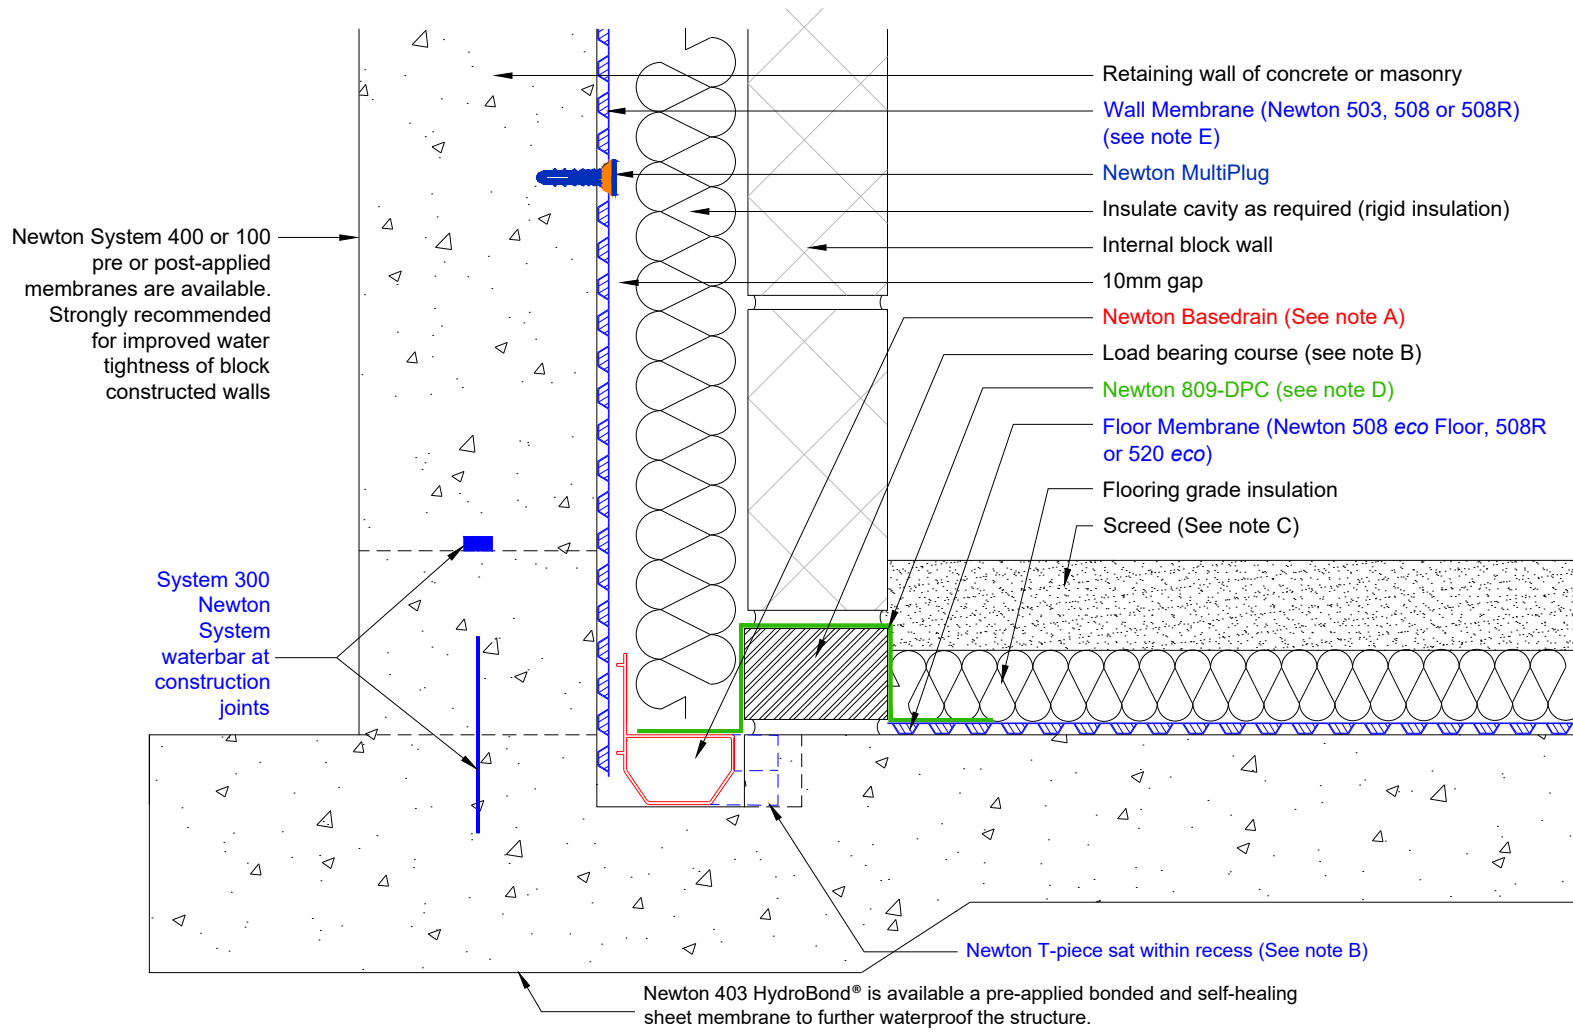 Retaining wall of concrete or masonry
Wall Membrane (Newton 503, 508 or 508R)
(see note E)
Newton MultiPlug
Insulate cavity as required (rigid insulation)
Internal block wall
10mm gap
Newton Basedrain (See note A)
Load bearing course (see note B)
Newton 809-DPC (see note D)
Floor Membrane (Newton 508 eco Floor, 508R
or 520 eco)
Flooring grade insulation
Screed (See note C)
Newton System 400 or 100
pre or post-applied
membranes are available.
Strongly recommended
for improved water
tightness of block
constructed walls
System 300
Newton
System
waterbar at
construction
joints
Newton T-piece sat within recess (See note B)
Newton 403 HydroBond® is available a pre-applied bonded and self-healing
sheet membrane to further waterproof the structure.